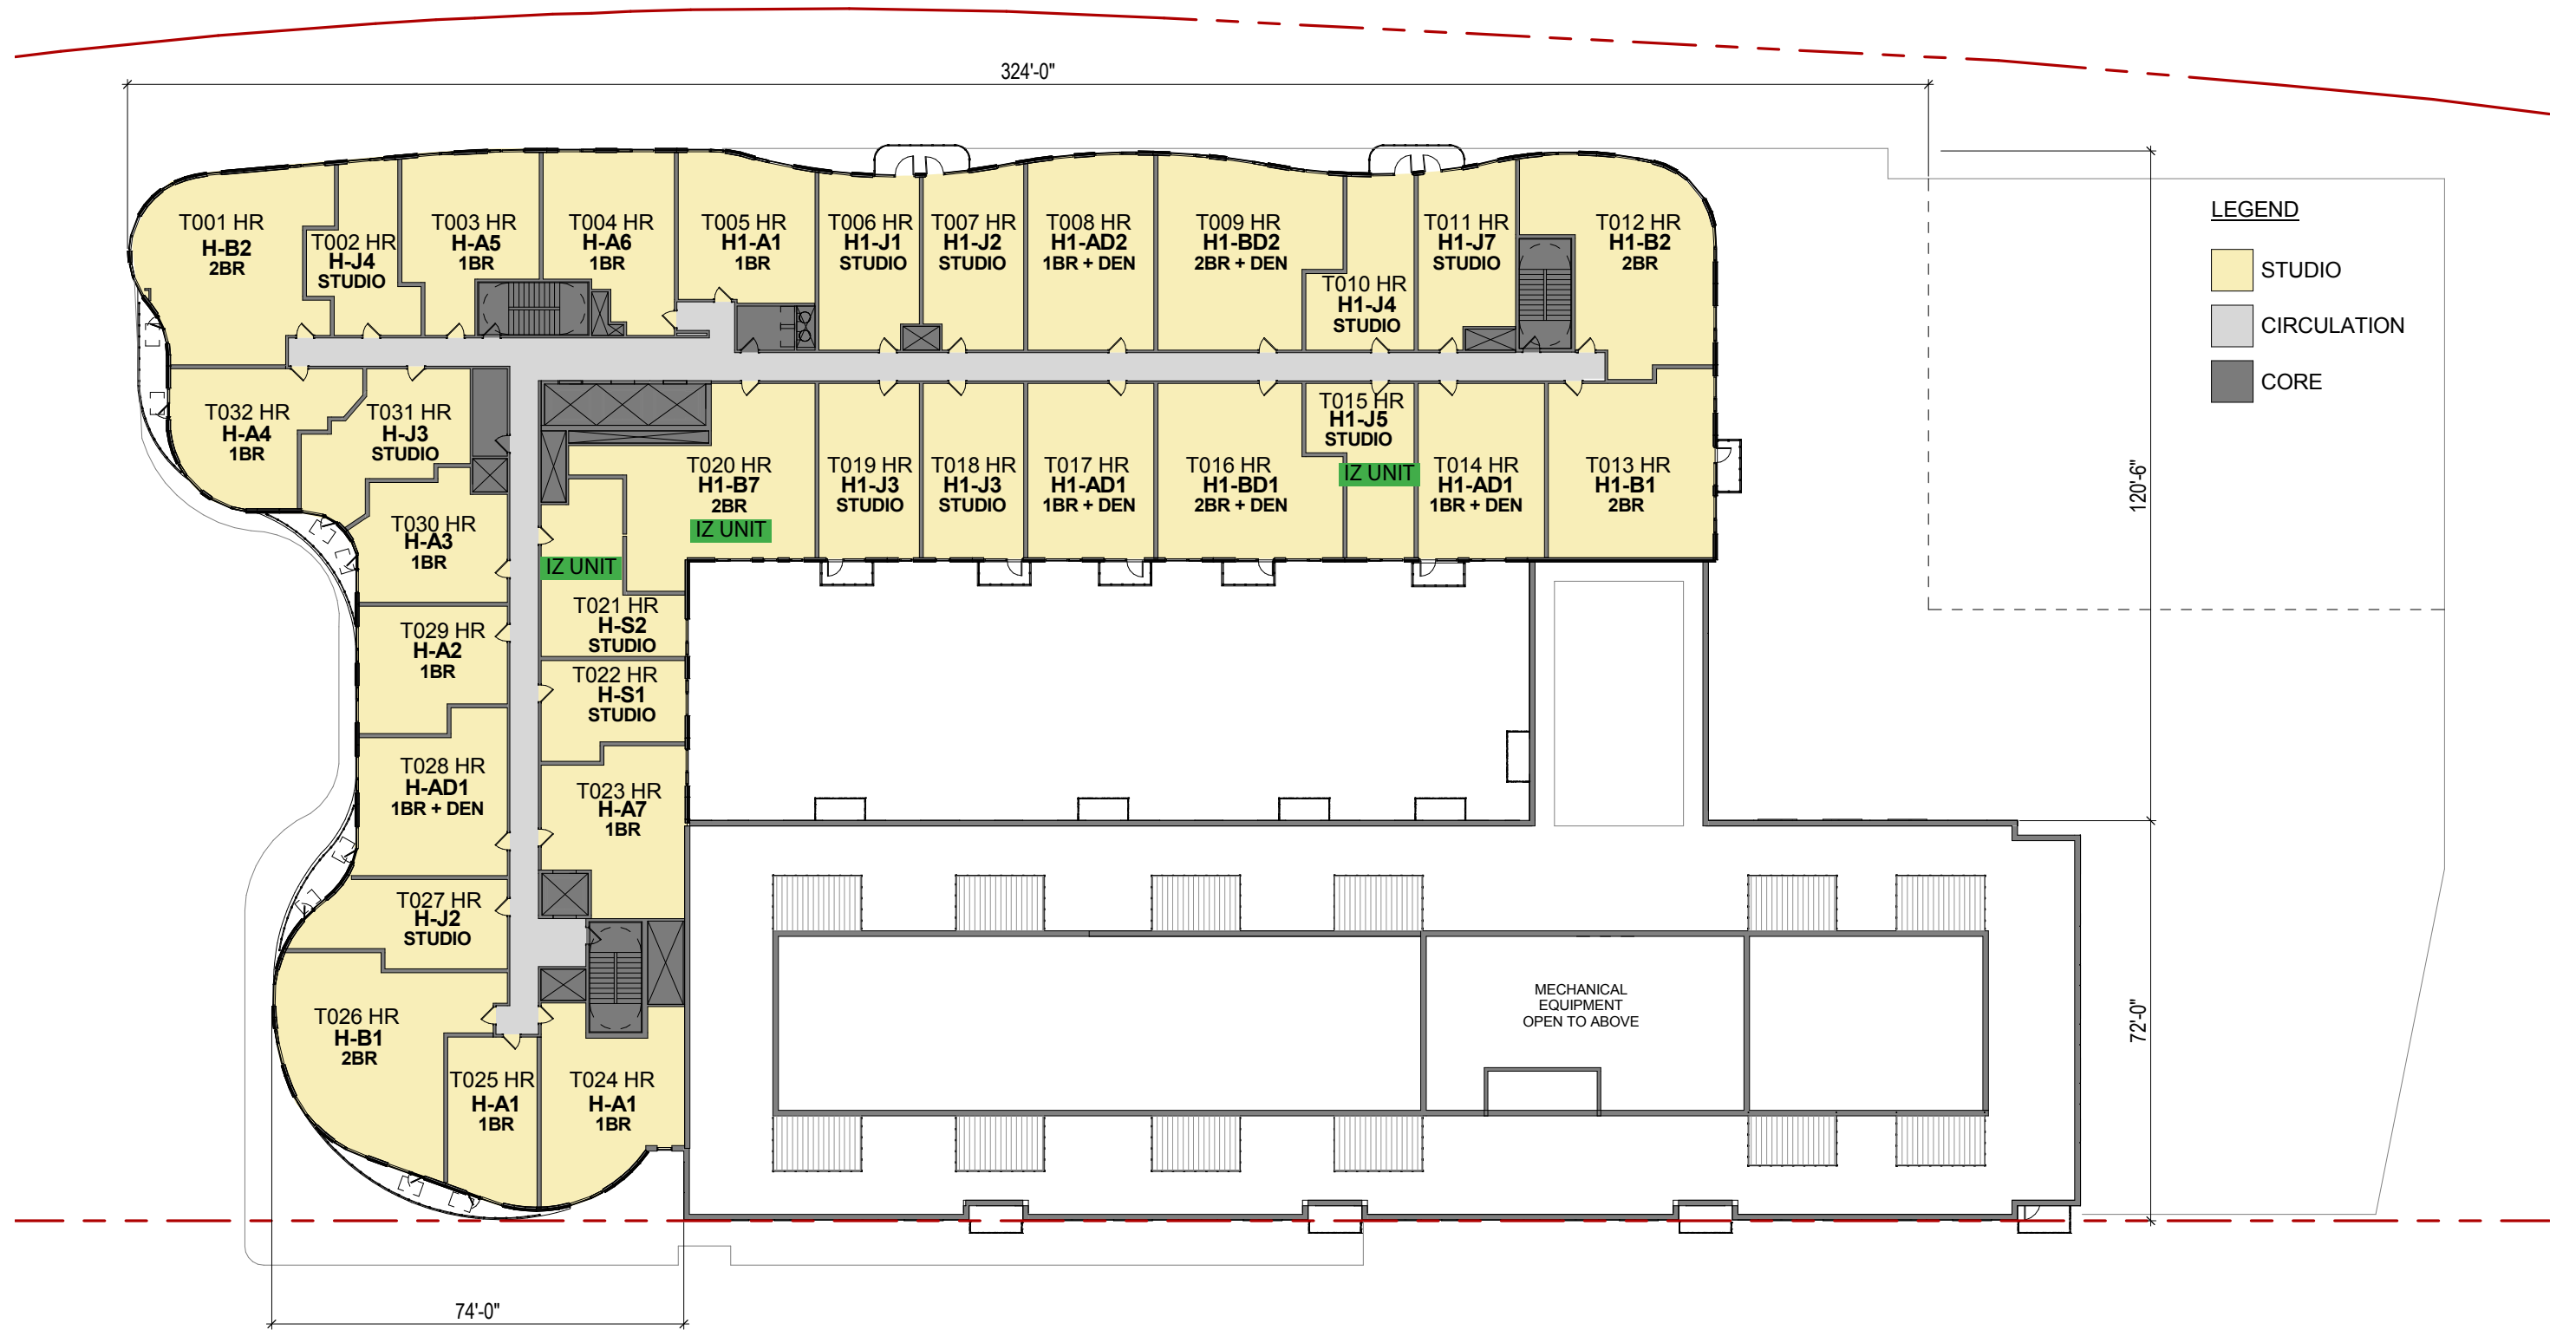 324'-0"
T001 HR
H-B2
2BR
T002 HR
H-J4
STUDIO
T003 HR
H-A5
1BR
T004 HR
H-A6
1BR
T005 HR
H1-A1
1BR
T006 HR
H1-J1
STUDIO
T007 HR
H1-J2
STUDIO
T008 HR
H1-AD2
1BR + DEN
T009 HR
H1-BD2
2BR + DEN
T010 HR
H1-J4
STUDIO
T011 HR
H1-J7
STUDIO
T012 HR
H1-B2
2BR
LEGEND
STUDIO
CIRCULATION
CORE
T032 HR
H-A4
1BR
T031 HR
H-J3
STUDIO
T020 HR
H1-B7
2BR
IZ UNIT
T019 HR
H1-J3
STUDIO
T018 HR
H1-J3
STUDIO
T017 HR
H1-AD1
1BR + DEN
T016 HR
H1-BD1
2BR + DEN
T015 HR
H1-J5
STUDIO
IZ UNIT
T014 HR
H1-AD1
1BR + DEN
T013 HR
H1-B1
2BR
120'-6"
T030 HR
H-A3
1BR
IZ UNIT
T021 HR
H-S2
STUDIO
T029 HR
H-A2
1BR
T022 HR
H-S1
STUDIO
T028 HR
H-AD1
1BR + DEN
T023 HR
H-A7
1BR
T027 HR
H-J2
STUDIO
T026 HR
H-B1
2BR
T025 HR
H-A1
1BR
T024 HR
H-A1
1BR
MECHANICAL
EQUIPMENT
OPEN TO ABOVE
72'-0"
74'-0"